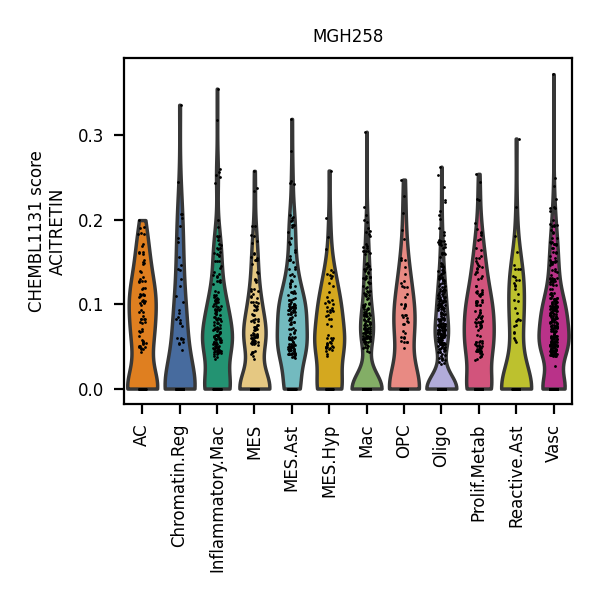 MGH258
CHEMBL1131 score
ACITRETIN
0.3
0.2
0.1
0.0
AC
Chromatin.Reg
Inflammatory.Mac
MES
MES.Ast
MES.Hyp
Mac
OPC
Oligo
Prolif.Metab
Reactive.Ast
Vasc